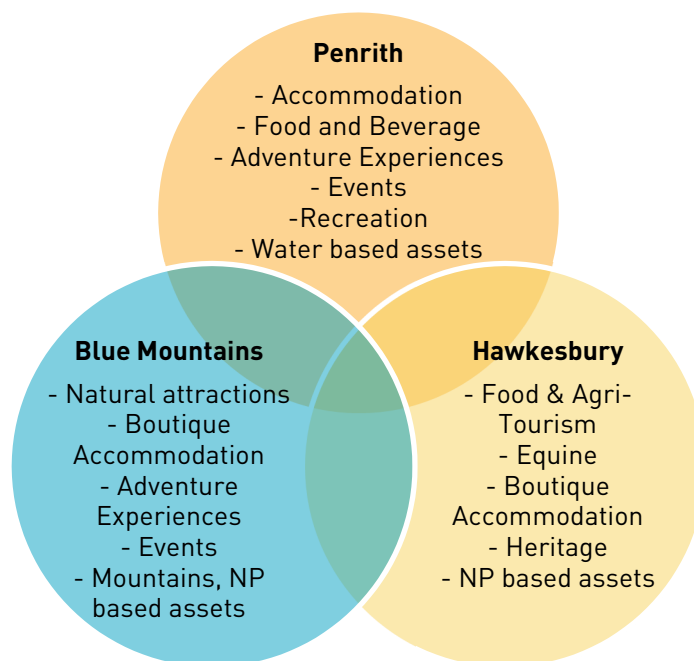 Penrith
- Accommodation
- Food and Beverage
- Adventure Experiences
- Events
-Recreation
- Water based assets
Blue Mountains
- Natural attractions
- Boutique
Accommodation
- Adventure
Experiences
- Events
- Mountains, NP
based assets
Hawkesbury
- Food & Agri-
Tourism
- Equine
- Boutique
Accommodation
- Heritage
- NP based assets